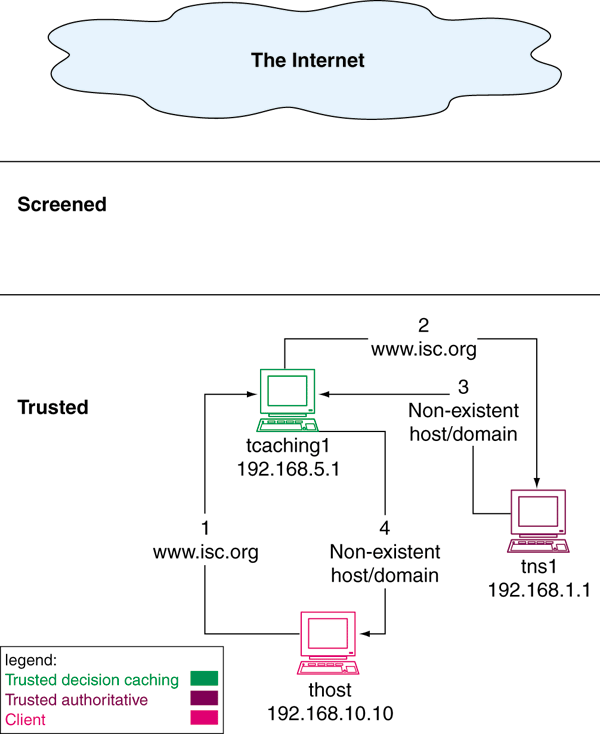 The Internet
Screened
Trusted
2
www.isc.org
3
Non-existent
host/domain
tcaching1
192.168.5.1
1
www.isc.org
4
Non-existent
host/domain
tns1
192.168.1.1
thost
192.168.10.10
legend:
Trusted decision caching
Trusted authoritative
Client